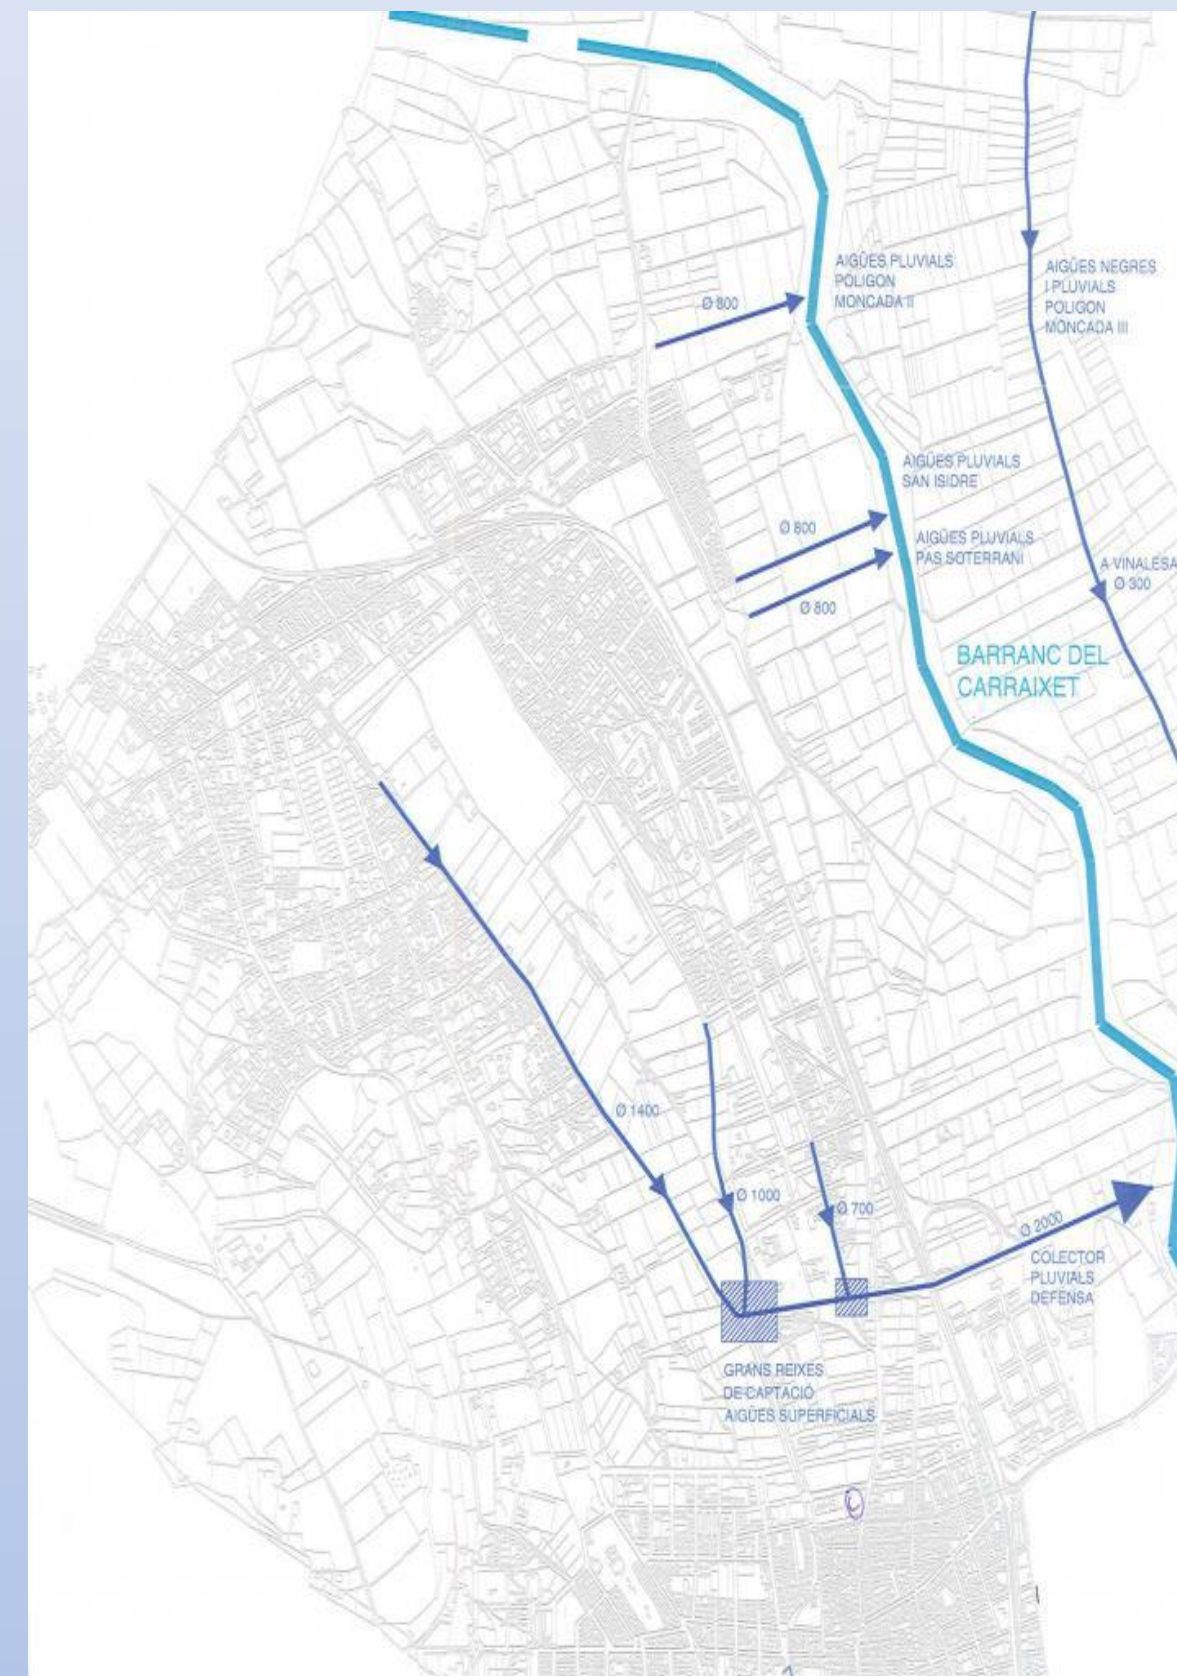 AIGÜES PLUVIALS
POLIGON
MONCADA II
AIGÜES NEGRES
I PLUVIALS
POLIGON
MONCADA III
Ø 800
AIGÜES PLUVIALS
SAN ISIDRE
Ø 800
AIGÜES PLUVIALS
PAS SOTERRANI
A VINALESA
Ø 300
Ø 800
BARRANC DEL
CARRAIXET
Ø 1400
Ø 1000
Ø 700
Ø 2000
COLECTOR
PLUVIALS
DEFENSA
GRANS REIXES
DE CAPTACIÓ
AIGÜES SUPERFICIALS